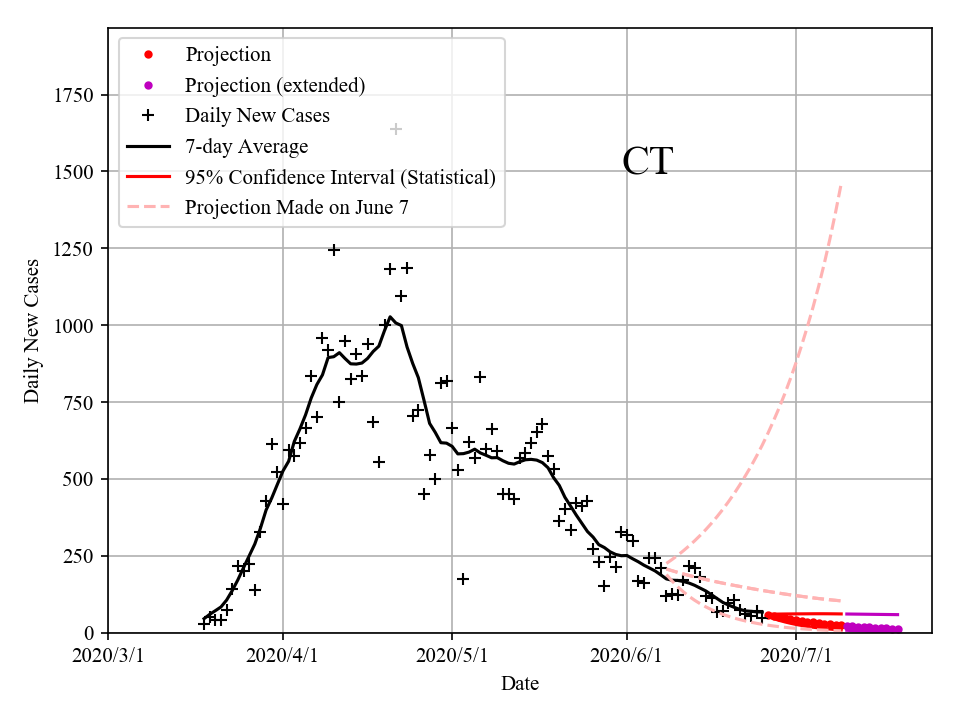 Projection
Projection (extended)
Daily New Cases
7-day Average
95% Confidence Interval (Statistical)
Projection Made on June 7
CT
Daily New Cases
1750
1500
1250
1000
750
500
250
0
2020/3/1 2020/4/1 2020/5/1 2020/6/1 2020/7/1
Date